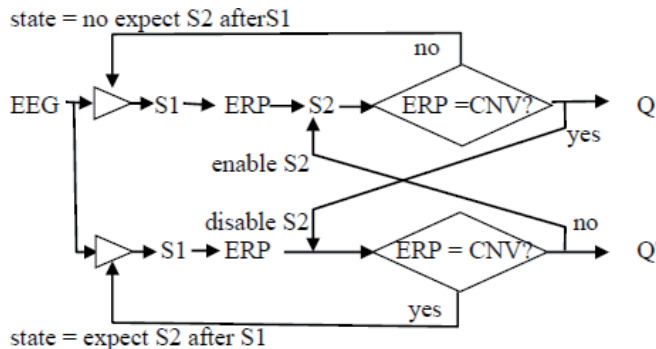 state = no expect S2 afterS1
no
EEG S1 ERP S2 ERP =CNV? Q
yes
enable S2
disable S2
no
S1 ERP ERP = CNV? Q'
yes
state = expect S2 after S1